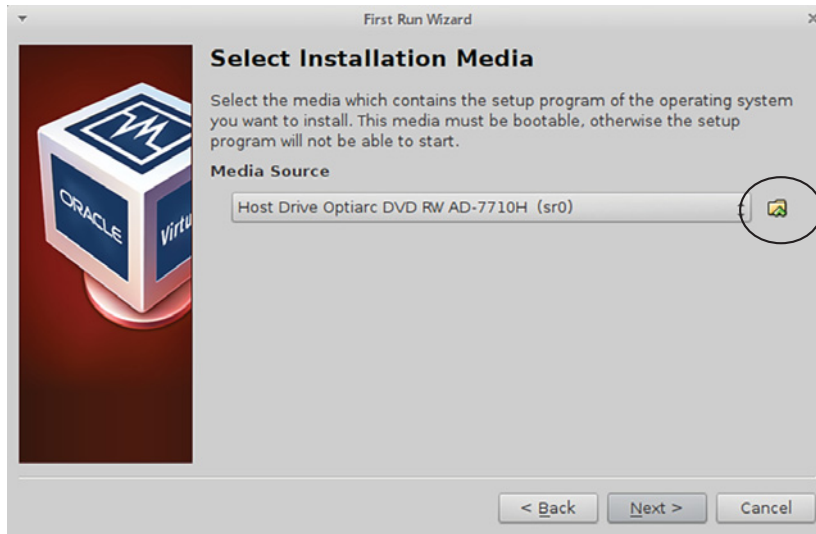 First Run Wizard
Select Installation Media
Select the media which contains the setup program of the operating system
you want to install. This media must be bootable, otherwise the setup
program will not be able to start.
Media Source
Host Drive Optiarc DVD RW AD-7710H (sr0)
ORACLE
Virtu
< Back
Next >
Cancel